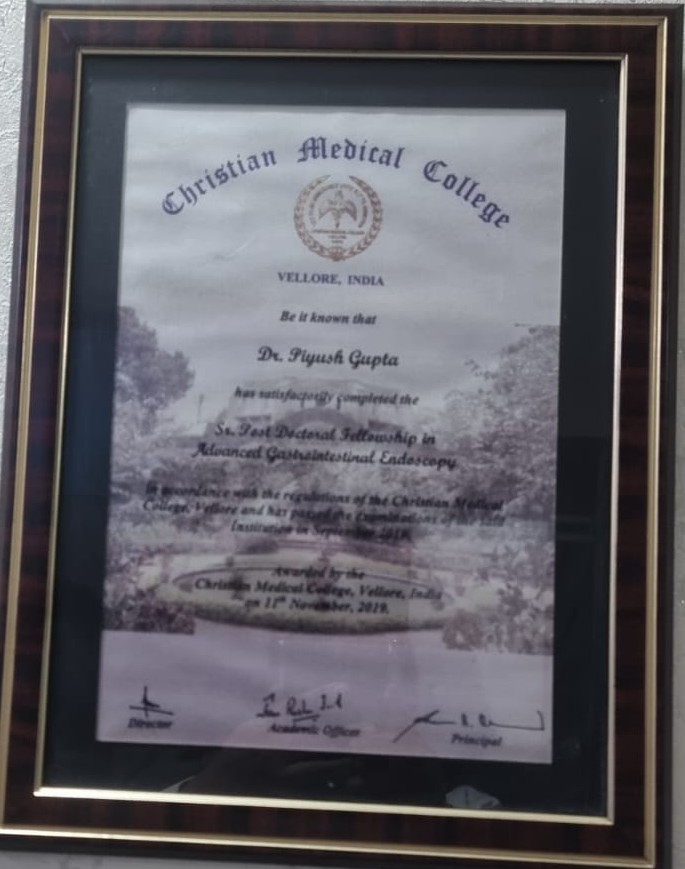 Christian Medical College
VELLORE, INDIA
Be it known that
Dr. Piyush Gupta
has satisfactorily completed the
Sr. Post Doctoral Fellowship in
Advanced Gastrointestinal Endoscopy
in accordance with the regulations of the Christian Medical
College, Vellore and has passed the examinations of the said
Institution in September
Awarded by the
Christian Medical College, Vellore, India
on 11th November, 2019.
Director
Academic Officer
Principal